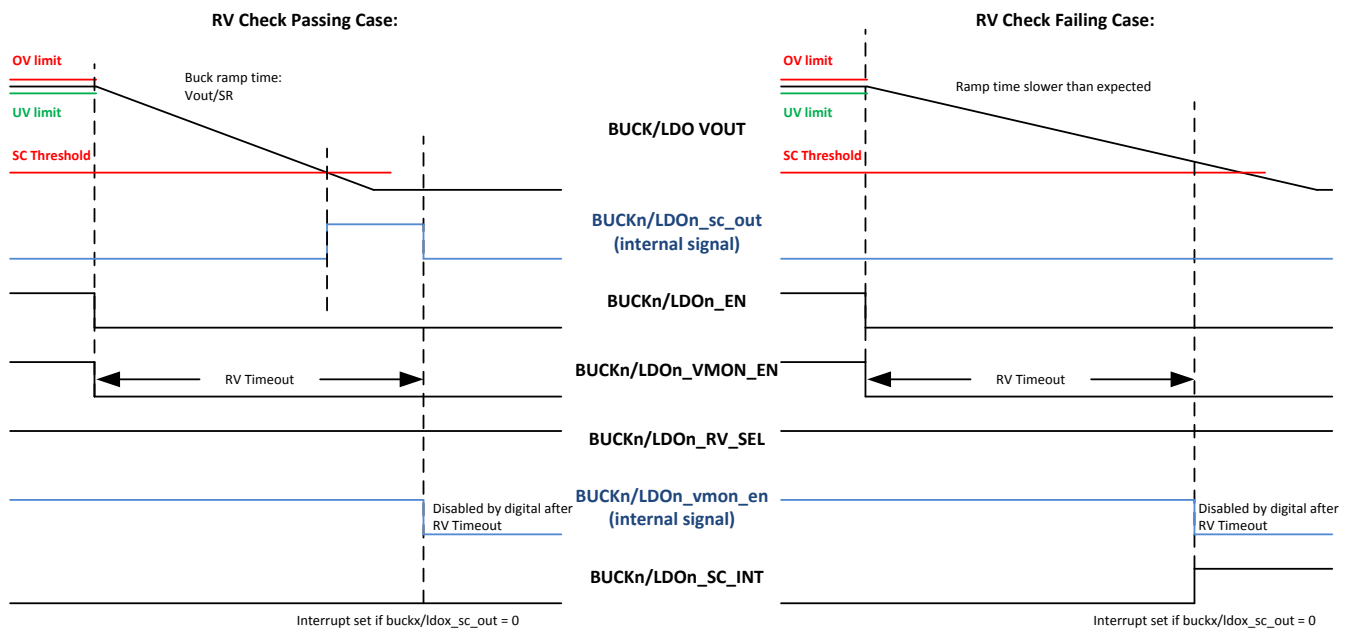 RV Check Passing Case:
RV Check Failing Case:
OV limit
UV limit
SC Threshold
Buck ramp time:
Vout/SR
BUCK/LDO VOUT
OV limit
UV limit
SC Threshold
Ramp time slower than expected
BUCKn/LDOn_sc_out
(internal signal)
BUCKn/LDOn_EN
RV Timeout
BUCKn/LDOn_VMON_EN
RV Timeout
BUCKn/LDOn_RV_SEL
Disabled by digital after
RV Timeout
BUCKn/LDOn_vmon_en
(internal signal)
Disabled by digital after
RV Timeout
BUCKn/LDOn_SC_INT
Interrupt set if buckx/ldox_sc_out = 0
Interrupt set if buckx/ldox_sc_out = 0